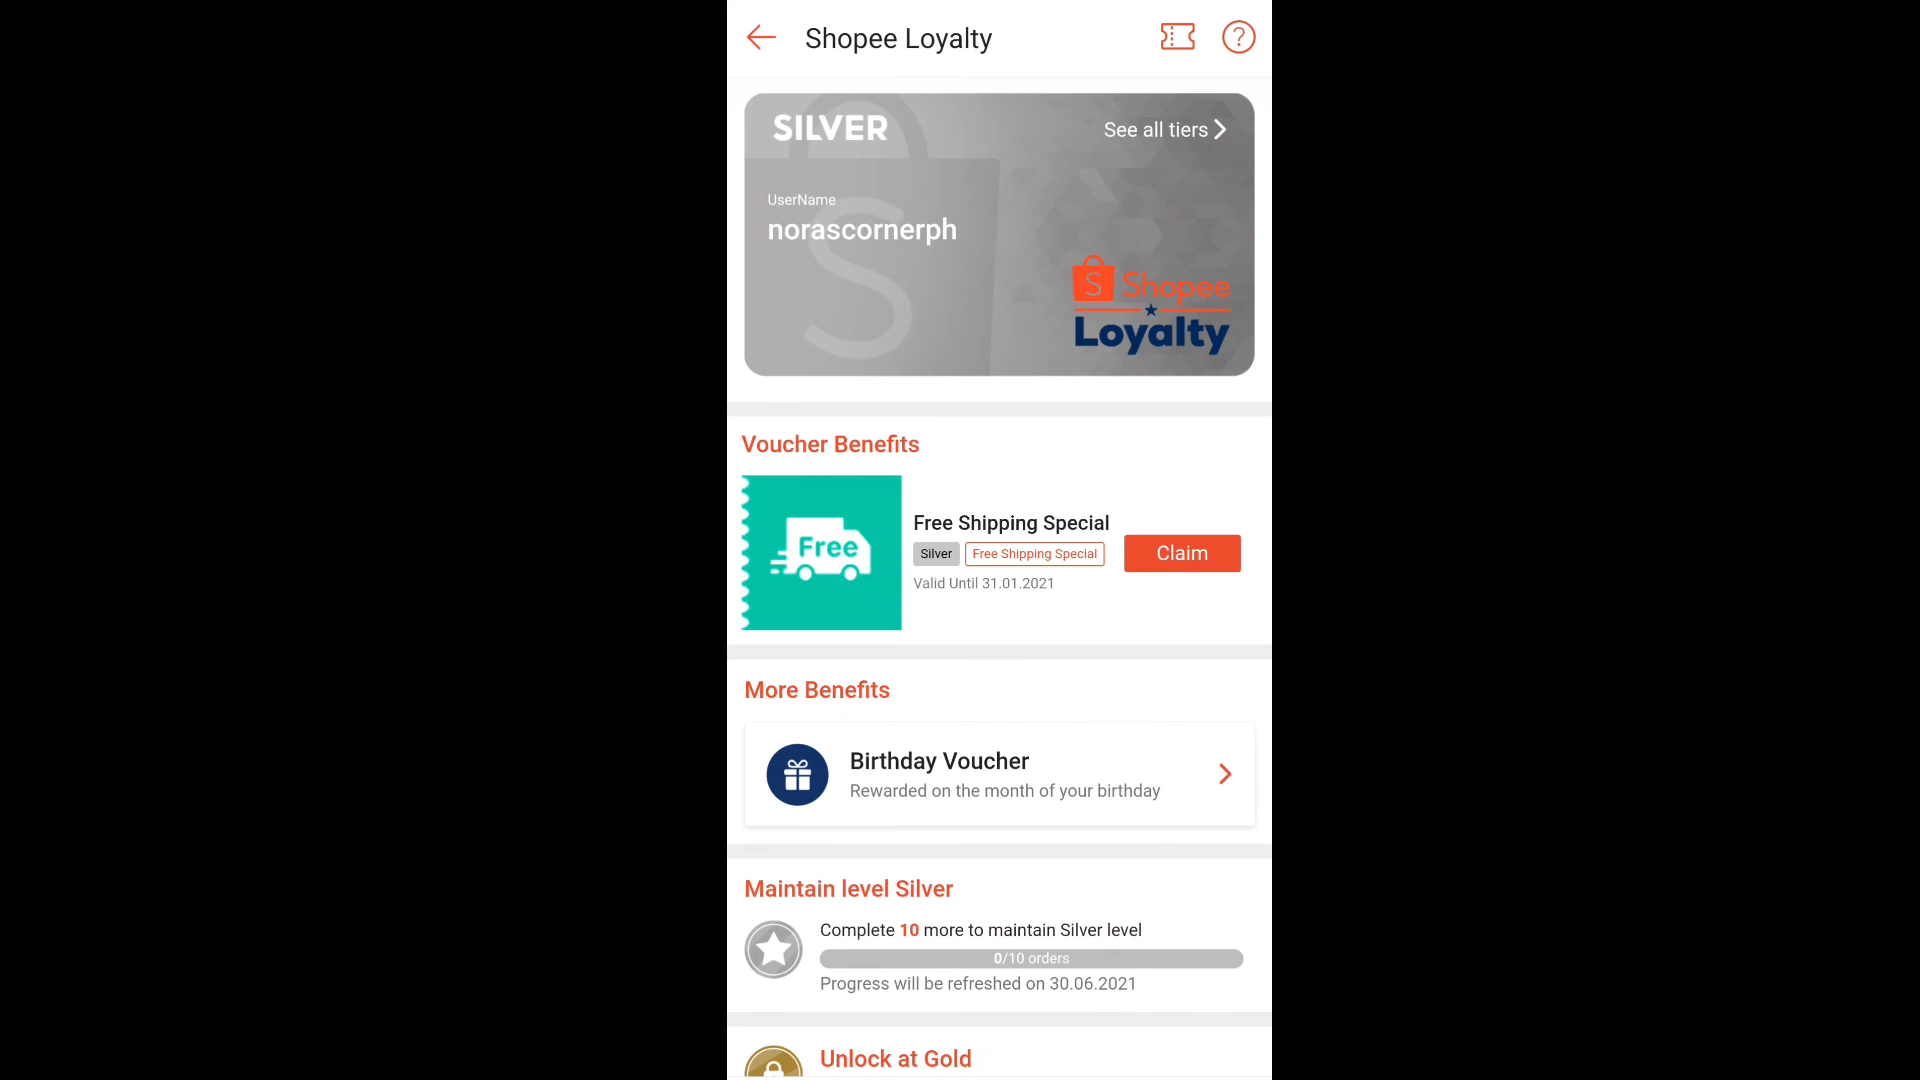 Shopee Loyalty
SILVER
See all tiers
UserName
norascornerph
Shopee
Loyalty
Voucher Benefits
Free
Free Shipping Special
Silver Free Shipping Special
Claim
Valid Until 31.01.2021
More Benefits
Birthday Voucher
Rewarded on the month of your birthday
Maintain level Silver
Complete 10 more to maintain Silver level
0/10 orders
Progress will be refreshed on 30.06.2021
Unlock at Gold